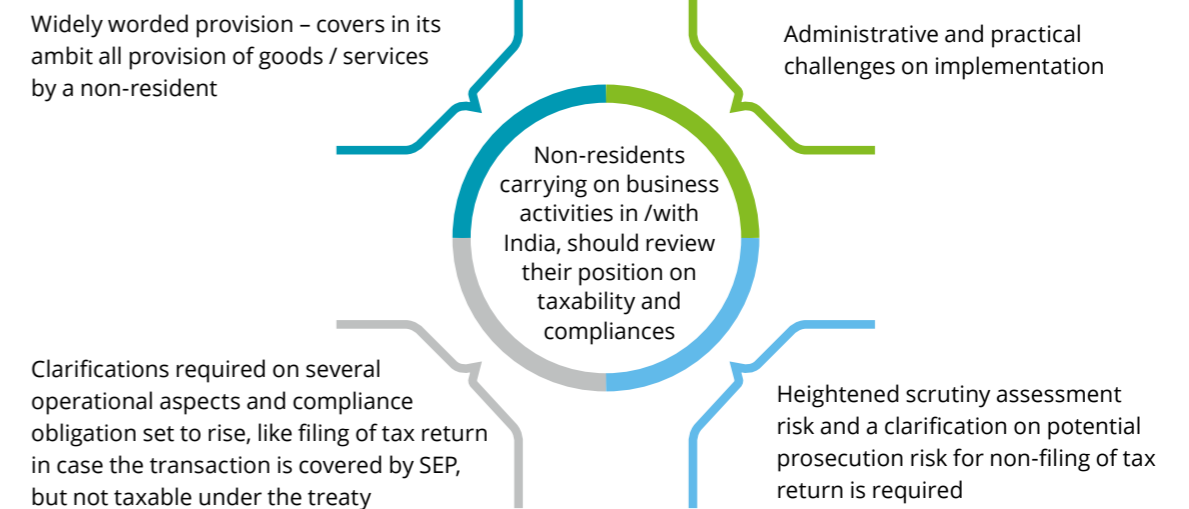 Widely worded provision – covers in its
ambit all provision of goods / services
by a non-resident
Administrative and practical
challenges on implementation
Non-residents
carrying on business
activities in /with
India, should review
their position on
taxability and
compliances
Clarifications required on several
operational aspects and compliance
obligation set to rise, like filing of tax return
in case the transaction is covered by SEP,
but not taxable under the treaty
Heightened scrutiny assessment
risk and a clarification on potential
prosecution risk for non-filing of tax
return is required